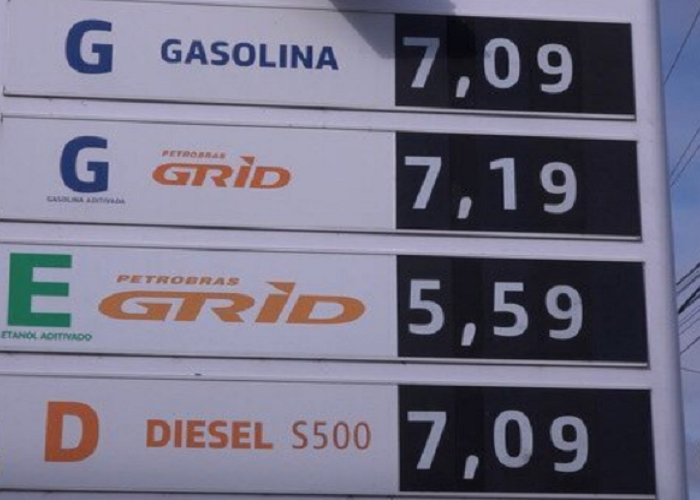 G GASOLINA 7,09
PETROBRAS
G GRID 7,19
GASOLINA ADITIVADA
PETROBRAS
E GRID 5,59
ETANOL ADITIVADO
D DIESEL S500 7,09